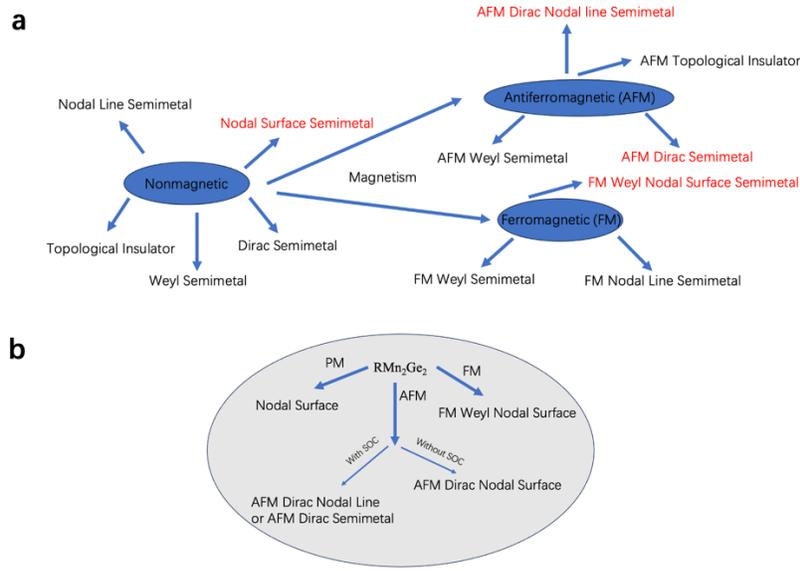 a
AFM Dirac Nodal line Semimetal
AFM Topological Insulator
Antiferromagnetic (AFM)
Nodal Line Semimetal
Nodal Surface Semimetal
AFM Weyl Semimetal
AFM Dirac Semimetal
Nonmagnetic
Magnetism
FM Weyl Nodal Surface Semimetal
Ferromagnetic (FM)
Topological Insulator
Dirac Semimetal
Weyl Semimetal
FM Weyl Semimetal
FM Nodal Line Semimetal
b
PM
RMn₂Ge₂
FM
Nodal Surface
AFM
FM Weyl Nodal Surface
With SOC
Without SOC
AFM Dirac Nodal Surface
AFM Dirac Nodal Line
or AFM Dirac Semimetal